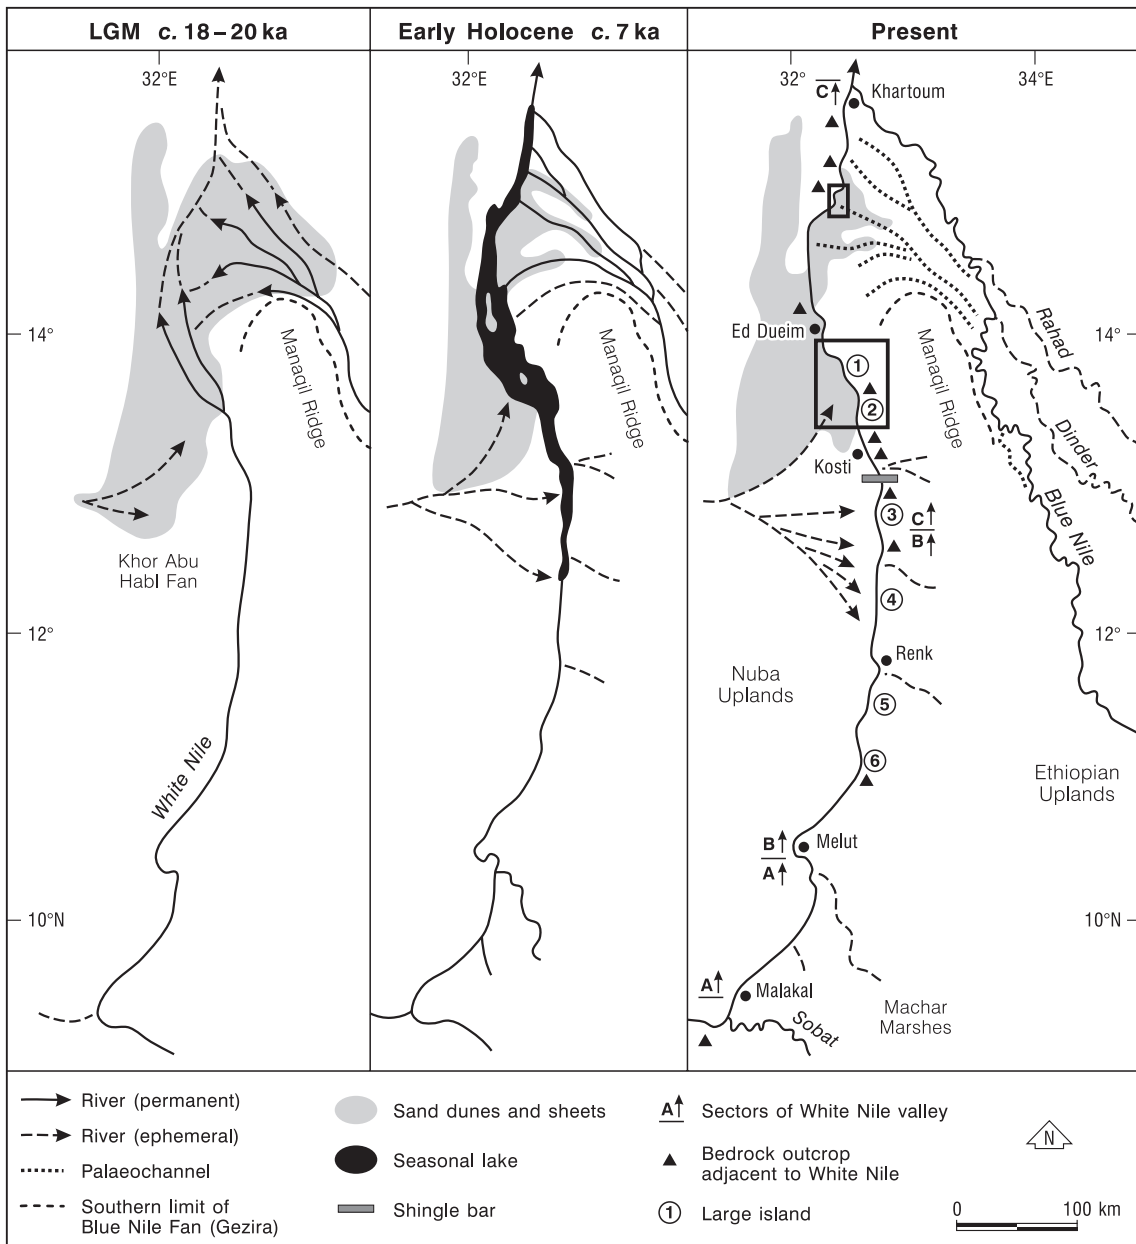 LGM c. 18–20 ka
Early Holocene c. 7 ka
Present
32°E
32°E
32°
34°E
C
Khartoum
14°
14°
Manaqil Ridge
Manaqil Ridge
Manaqil Ridge
Ed Dueim
1
2
Rahad
Dinder
Blue Nile
Kosti
3
C
B
Khor Abu
Habl Fan
4
12°
12°
Renk
Nuba
Uplands
5
White Nile
6
Ethiopian
Uplands
B
A
Melut
10°N
10°N
A
Malakal
Machar
Marshes
Sobat
River (permanent)
River (ephemeral)
Palaeochannel
Southern limit of
Blue Nile Fan (Gezira)
Sand dunes and sheets
Seasonal lake
Shingle bar
A
Sectors of White Nile valley
Bedrock outcrop
adjacent to White Nile
1
Large island
N
0
100 km